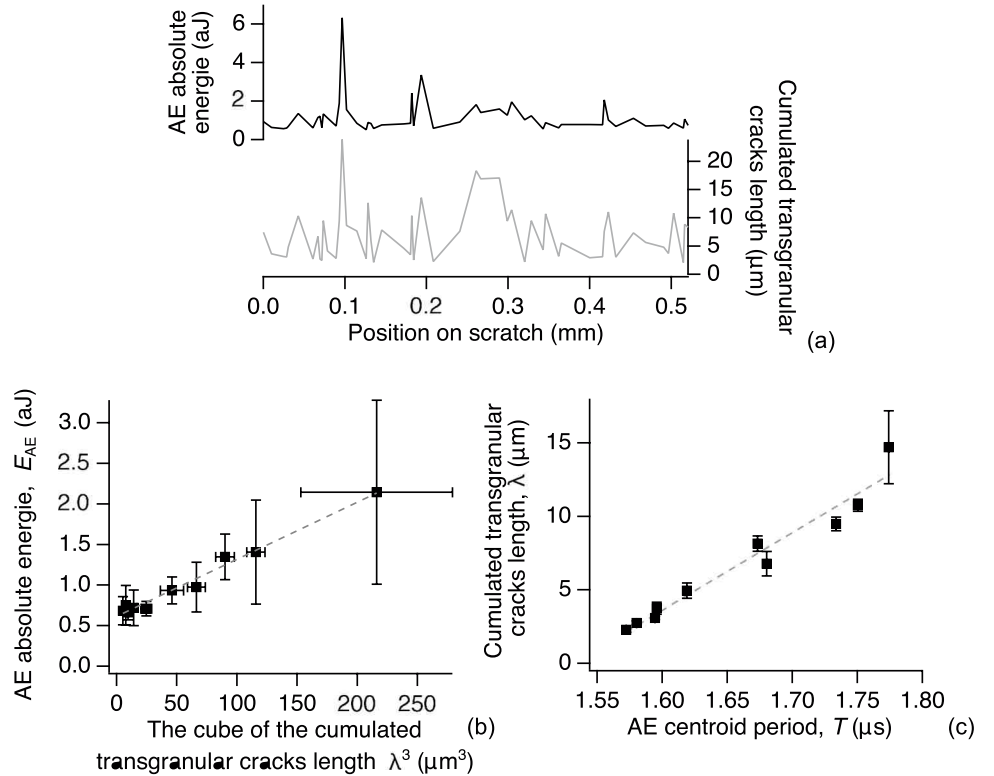 AE absolute
energie (aJ)
6
4
2
0
Cumulated transgranular
cracks length (μm)
20
15
10
5
0
0.0 0.1 0.2 0.3 0.4 0.5
Position on scratch (mm)
(a)
AE absolute energie, E_AE (aJ)
3.0
2.5
2.0
1.5
1.0
0.5
0.0
0 50 100 150 200 250
The cube of the cumulated
transgranular cracks length λ³ (μm³)
(b)
Cumulated transgranular
cracks length, λ (μm)
15
10
5
0
1.55 1.60 1.65 1.70 1.75 1.80
AE centroid period, T (μs)
(c)